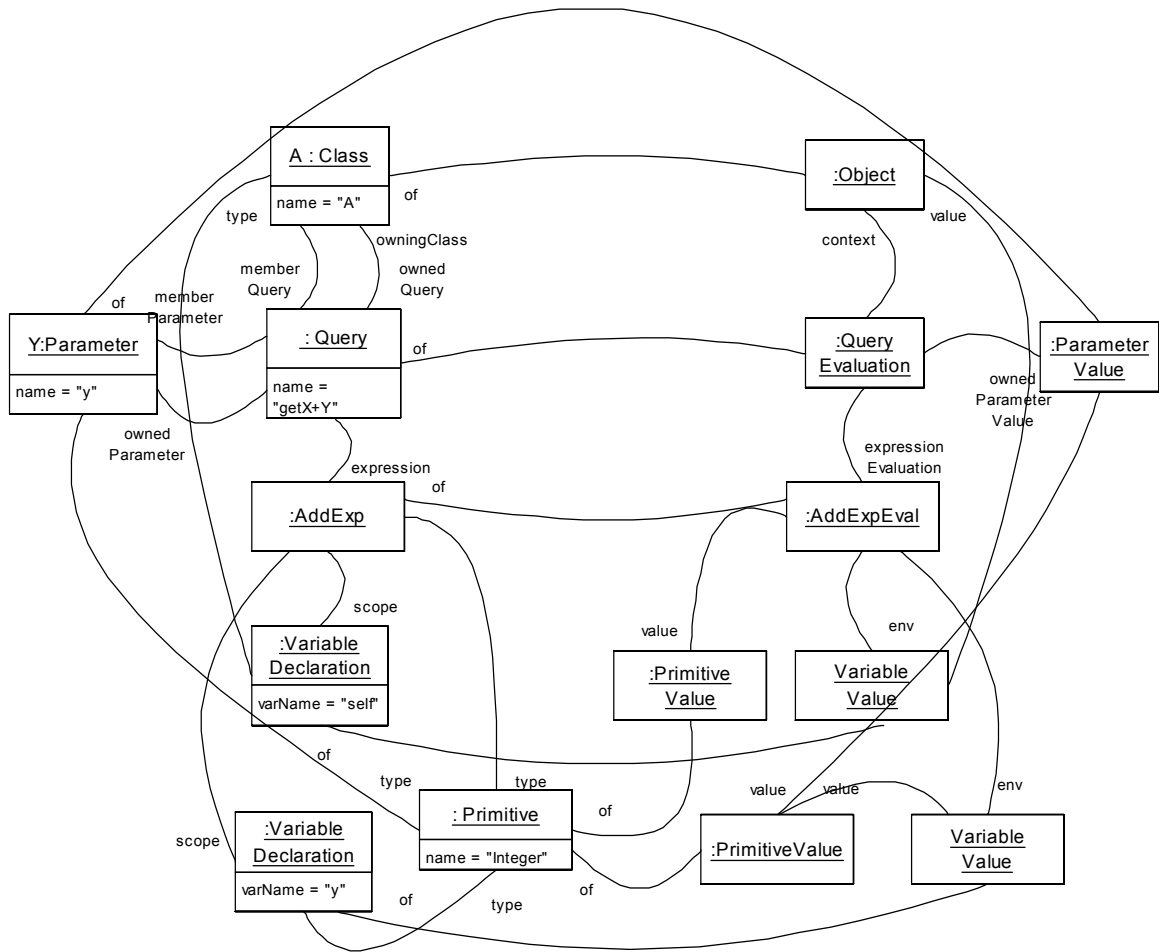 A : Class
name = "A"
:Object
of
type
value
owningClass
context
member
Query
owned
Query
of
member
Parameter
Y:Parameter
name = "y"
: Query
name =
"getX+Y"
of
:Query
Evaluation
:Parameter
Value
owned
Parameter
Value
owned
Parameter
expression
of
expression
Evaluation
:AddExp
:AddExpEval
scope
env
value
:Variable
Declaration
varName = "self"
:Primitive
Value
Variable
Value
of
type
type
of
value
value
env
scope
: Primitive
name = "Integer"
:Variable
Declaration
varName = "y"
:PrimitiveValue
Variable
Value
of
type
of